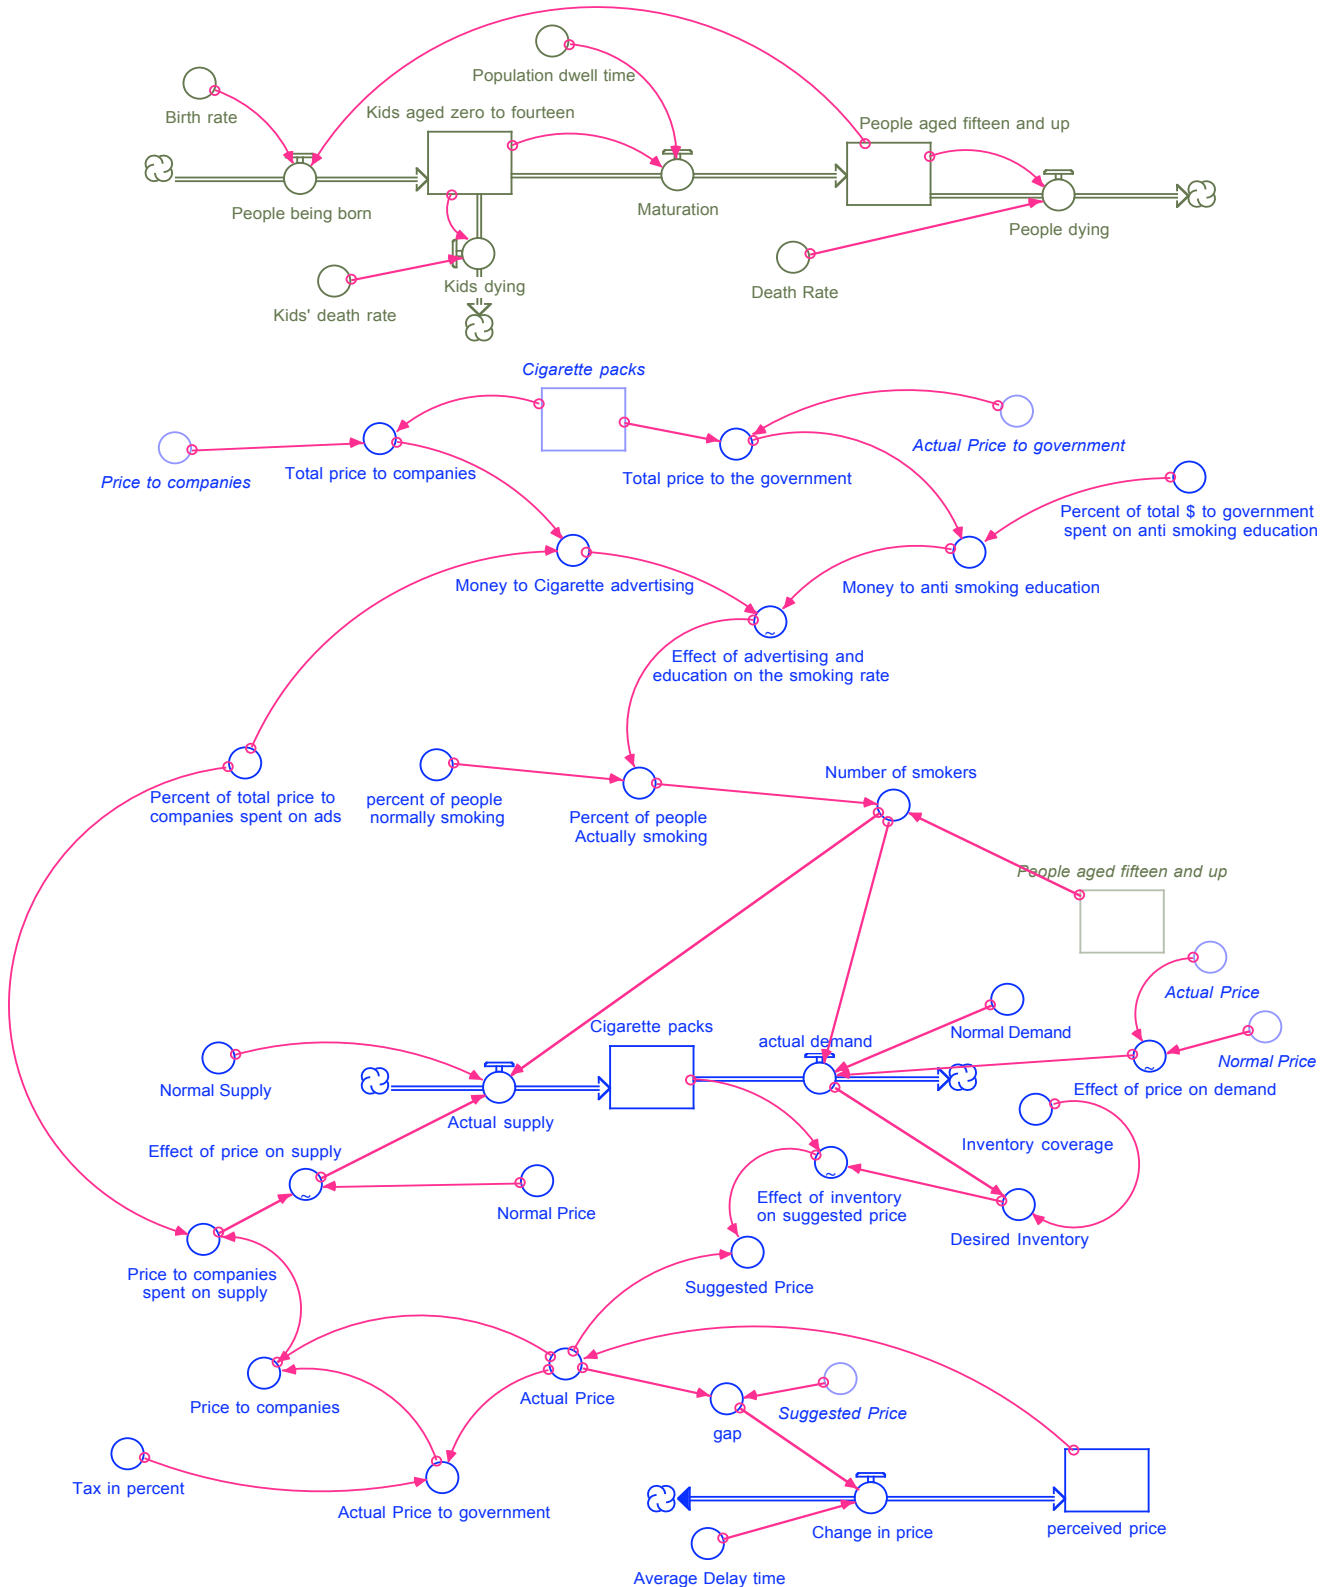 Population dwell time
Birth rate
Kids aged zero to fourteen
People aged fifteen and up
People being born
Maturation
People dying
Kids dying
Death Rate
Kids' death rate
Cigarette packs
Actual Price to government
Price to companies
Total price to companies
Total price to the government
Percent of total $ to government
spent on anti smoking education
Money to Cigarette advertising
Money to anti smoking education
~
Effect of advertising and
education on the smoking rate
Number of smokers
Percent of total price to
companies spent on ads
percent of people
normally smoking
Percent of people
Actually smoking
People aged fifteen and up
Actual Price
Cigarette packs
actual demand
Normal Demand
Normal Price
Normal Supply
~
Effect of price on demand
Actual supply
Inventory coverage
Effect of price on supply
~
~
Effect of inventory
on suggested price
Normal Price
Desired Inventory
Price to companies
spent on supply
Suggested Price
Price to companies
Actual Price
Suggested Price
gap
Tax in percent
Actual Price to government
Change in price
perceived price
Average Delay time